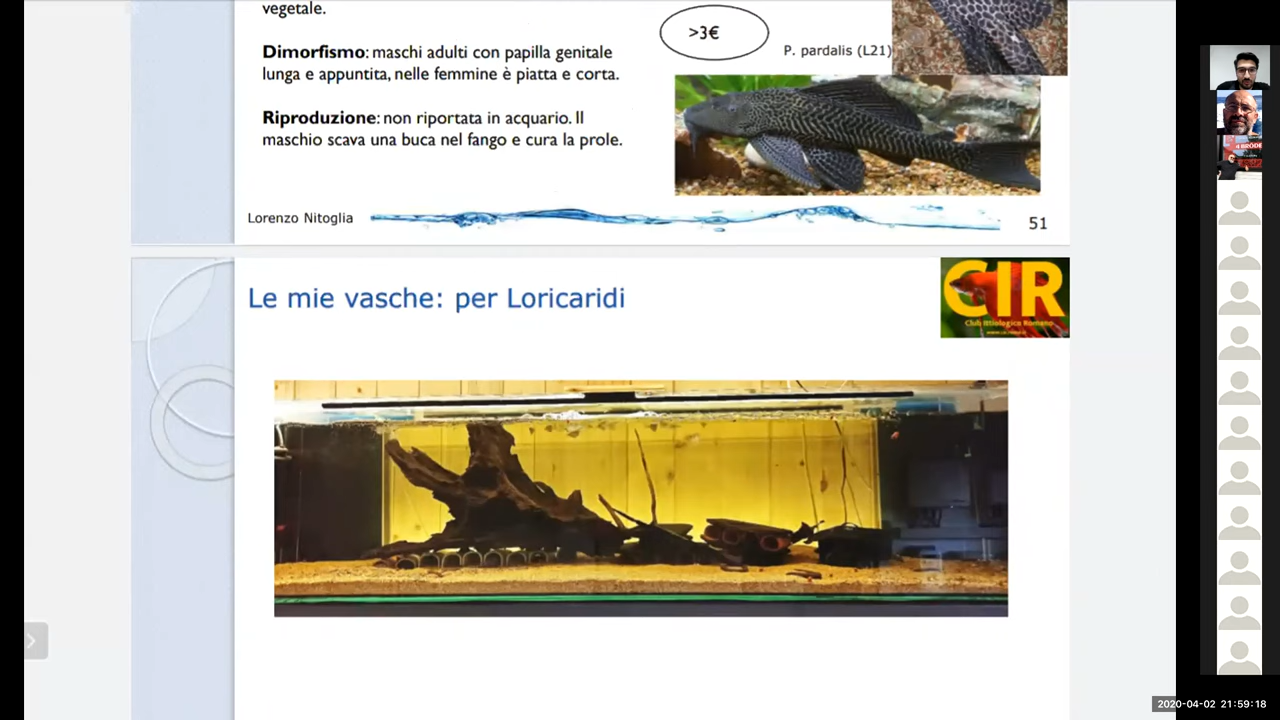 vegetale.
Dimorfismo: maschi adulti con papilla genitale
lunga e appuntita, nelle femmine è piatta e corta.
Riproduzione: non riportata in acquario. Il
maschio scava una buca nel fango e cura la prole.
>3€
P. pardalis (L21)
Lorenzo Nitoglia
51
Le mie vasche: per Loricaridi
CIR
Club Ittiologico Romano
2020-04-02 21:59:18